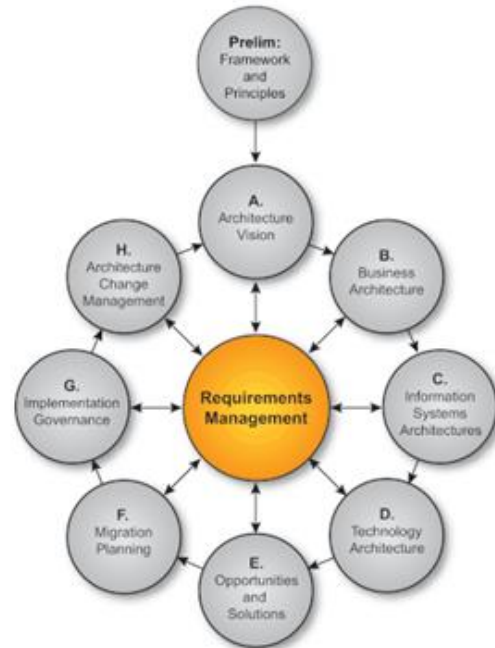 Prelim:
Framework
and
Principles
A.
Architecture
Vision
B.
Business
Architecture
C.
Information
Systems
Architectures
D.
Technology
Architecture
E.
Opportunities
and
Solutions
F.
Migration
Planning
G.
Implementation
Governance
H.
Architecture
Change
Management
Requirements
Management